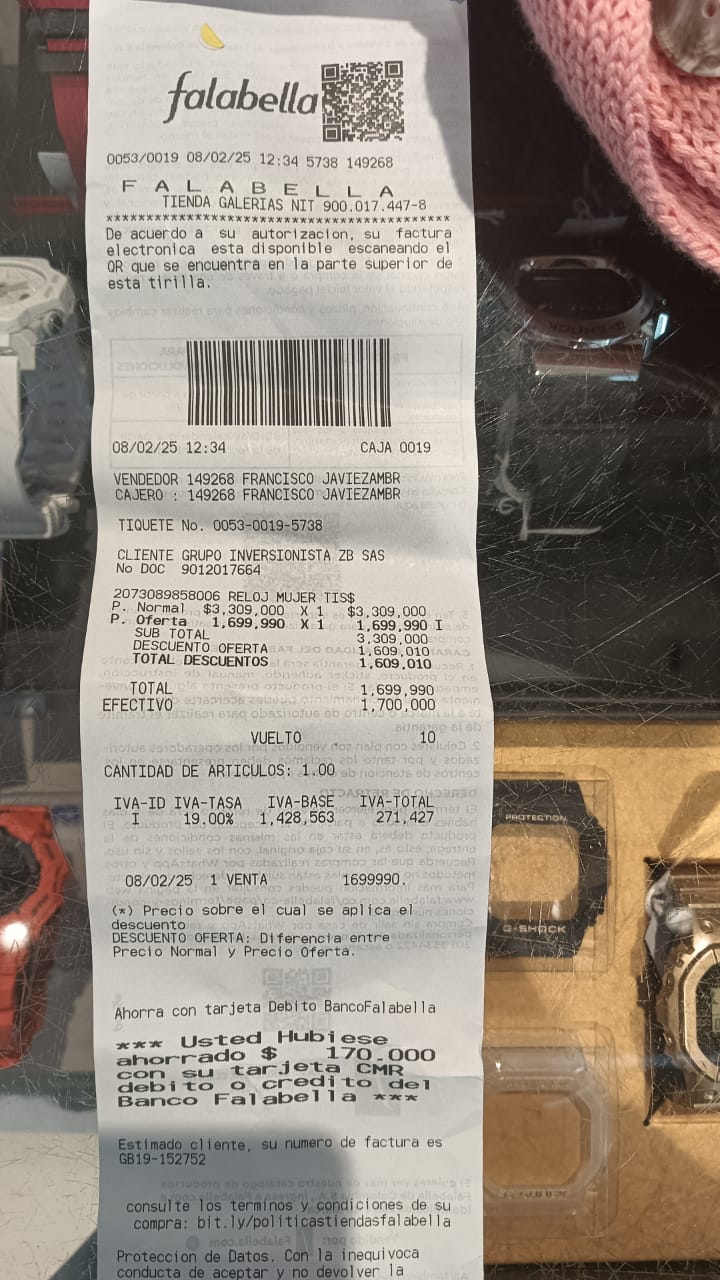 falabella
0053/0019 08/02/25 12:34 5738 149268
F A L A B E L L A
TIENDA GALERIAS NIT 900.017.447-8
********************************************
De acuerdo a su autorizacion, su factura
electronica esta disponible escaneando el
QR que se encuentra en la parte superior de
esta tirilla.
08/02/25 12:34 CAJA 0019
VENDEDOR 149268 FRANCISCO JAVIEZAMBR
CAJERO : 149268 FRANCISCO JAVIEZAMBR
TIQUETE No. 0053-0019-5738
CLIENTE GRUPO INVERSIONISTA ZB SAS
No DOC 9012017664
2073089858006 RELOJ MUJER TIS$
P. Normal $3,309,000 X 1 $3,309,000
P. Oferta 1,699,990 X 1 1,699,990 I
SUB TOTAL 3,309,000
DESCUENTO OFERTA 1,609,010
TOTAL DESCUENTOS 1,609,010
TOTAL 1,699,990
EFECTIVO 1,700,000
VUELTO 10
CANTIDAD DE ARTICULOS: 1.00
IVA-ID IVA-TASA IVA-BASE IVA-TOTAL
I 19.00% 1,428,563 271,427
08/02/25 1 VENTA 1699990.
(*) Precio sobre el cual se aplica el
descuento
DESCUENTO OFERTA: Diferencia entre
Precio Normal y Precio Oferta.
Ahorra con tarjeta Debito BancoFalabella
*** Usted Hubiese
ahorrado $ 170.000
con su tarjeta CMR
debito o credito del
Banco Falabella ***
Estimado cliente, su numero de factura es
GB19-152752
consulte los terminos y condiciones de su
compra: bit.ly/politicastiendasfalabella
Proteccion de Datos. Con la inequivoca
conducta de aceptar y no devolver la
PROTECTION
G-SHOCK
G-SHOCK